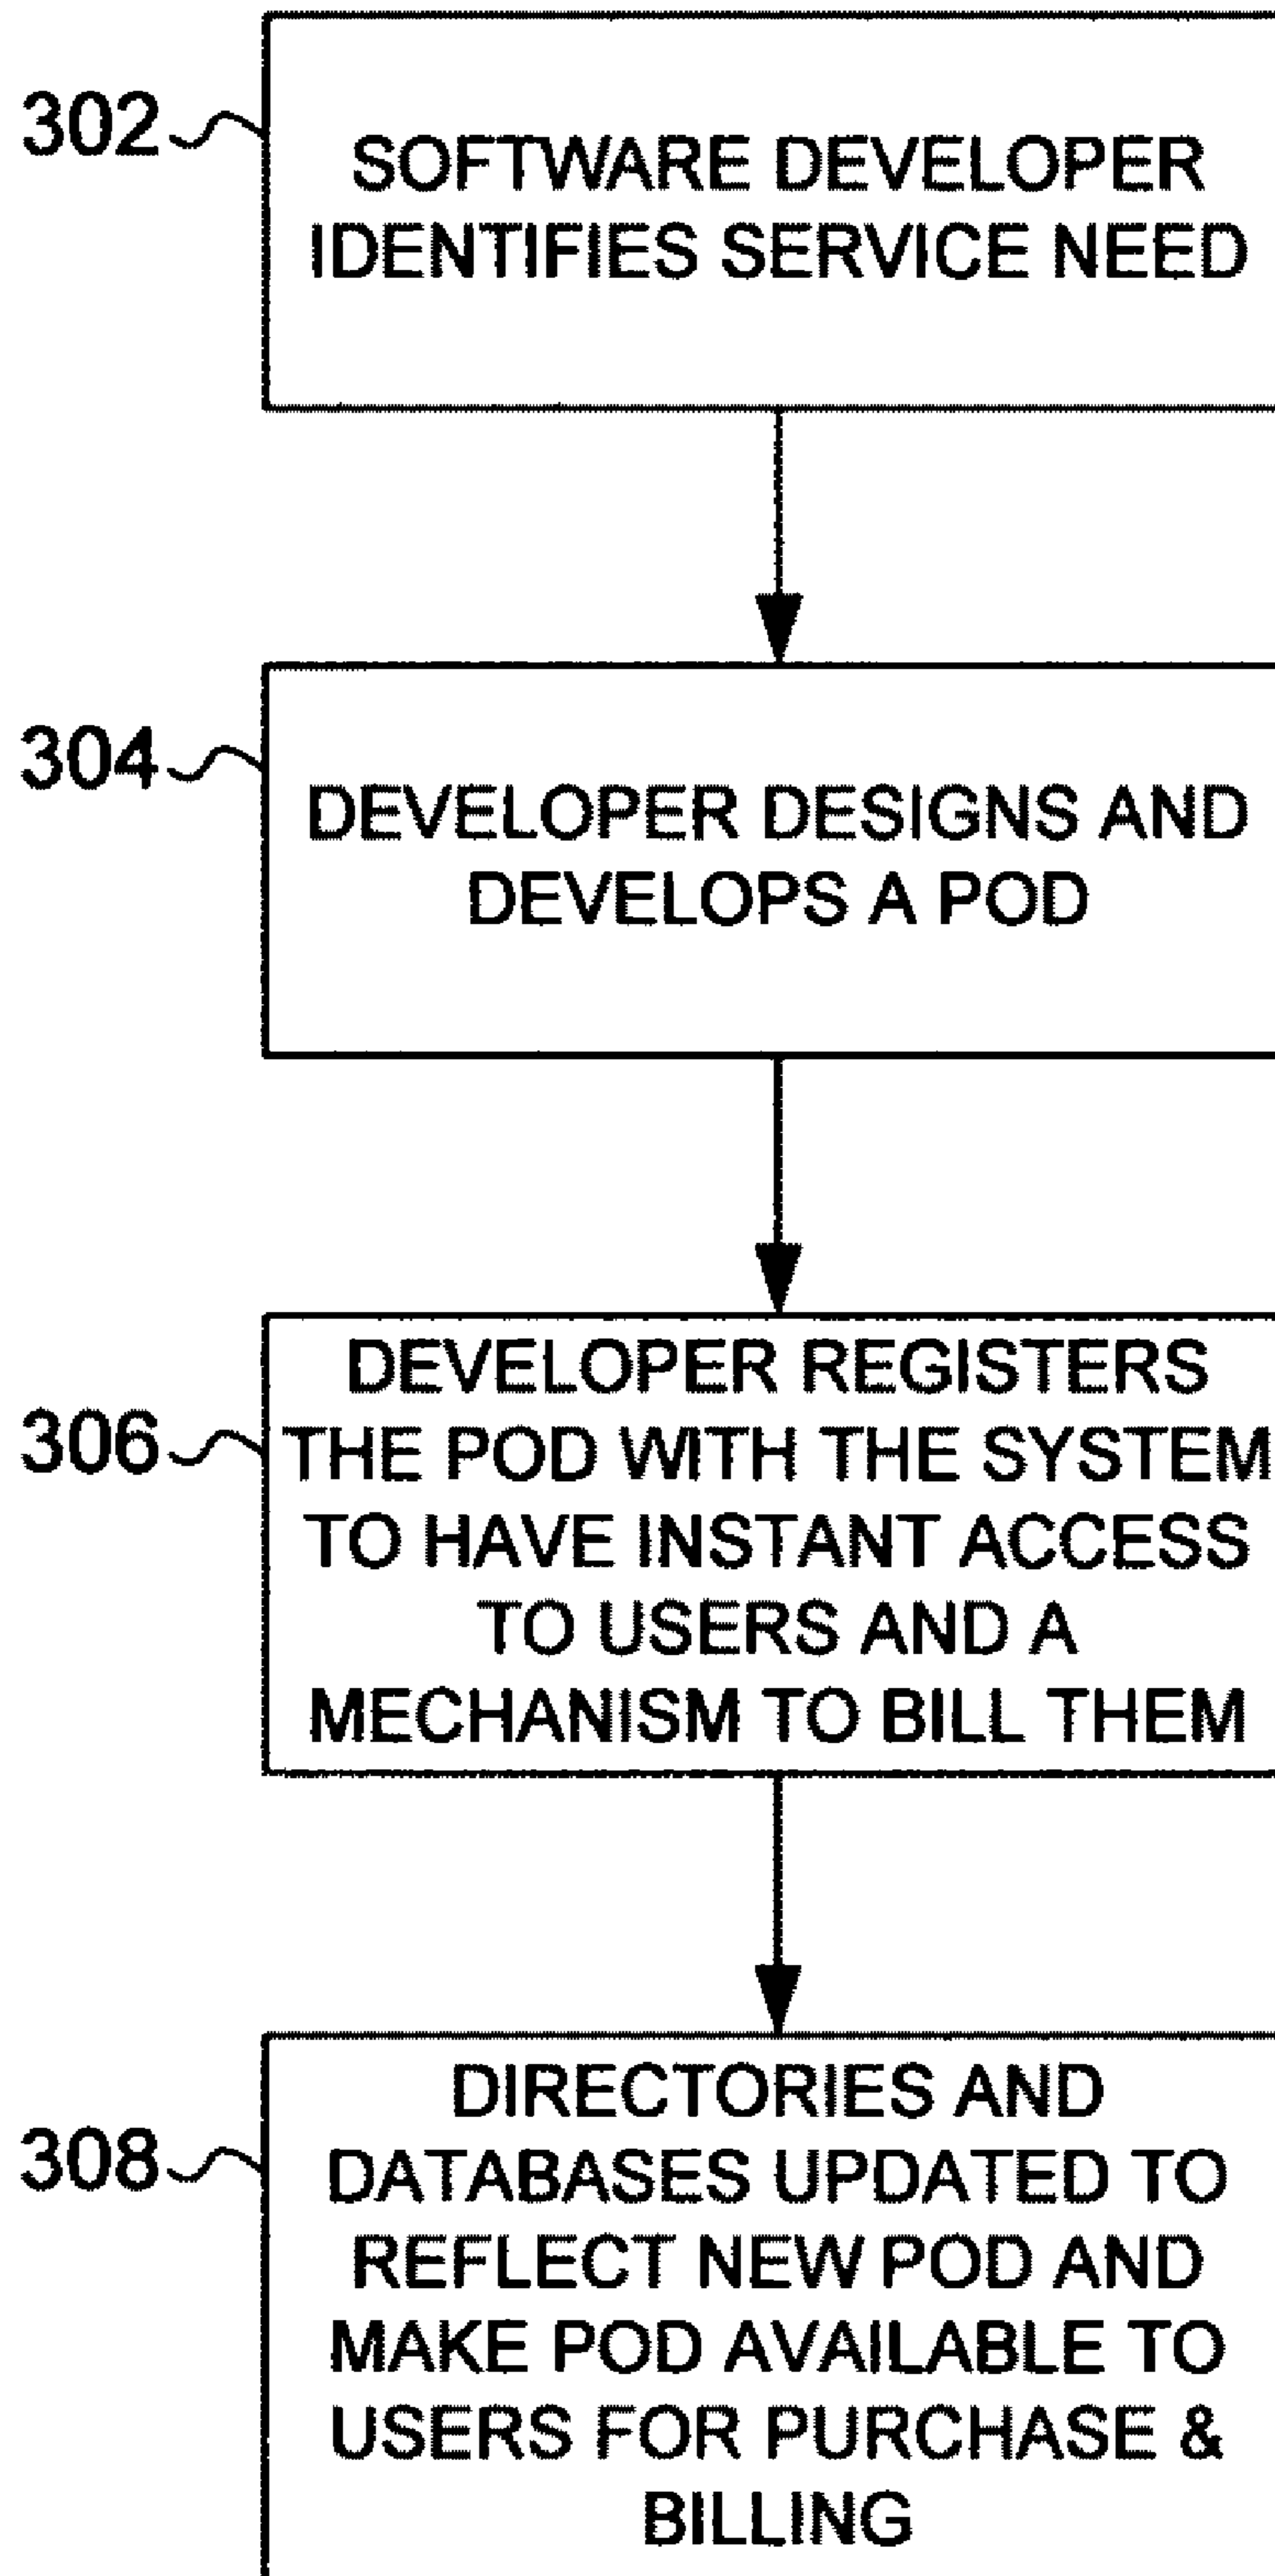 302
SOFTWARE DEVELOPER
IDENTIFIES SERVICE NEED
304
DEVELOPER DESIGNS AND
DEVELOPS A POD
306
DEVELOPER REGISTERS
THE POD WITH THE SYSTEM
TO HAVE INSTANT ACCESS
TO USERS AND A
MECHANISM TO BILL THEM
308
DIRECTORIES AND
DATABASES UPDATED TO
REFLECT NEW POD AND
MAKE POD AVAILABLE TO
USERS FOR PURCHASE &
BILLING